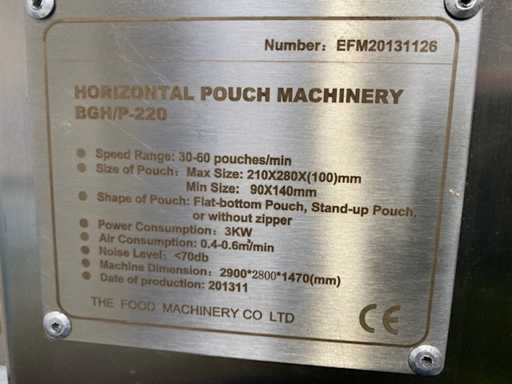 Number: EFM20131126
HORIZONTAL POUCH MACHINERY
BGH/P-220
Speed Range: 30-60 pouches/min
Size of Pouch: Max Size: 210X280X(100)mm
Min Size: 90X140mm
Shape of Pouch: Flat-bottom Pouch, Stand-up Pouch,
or without zipper
Power Consumption: 3KW
Air Consumption: 0.4-0.6m³/min
Noise Level: <70db
Machine Dimension: 2900*2800*1470(mm)
Date of production: 201311
THE FOOD MACHINERY CO LTD
CE